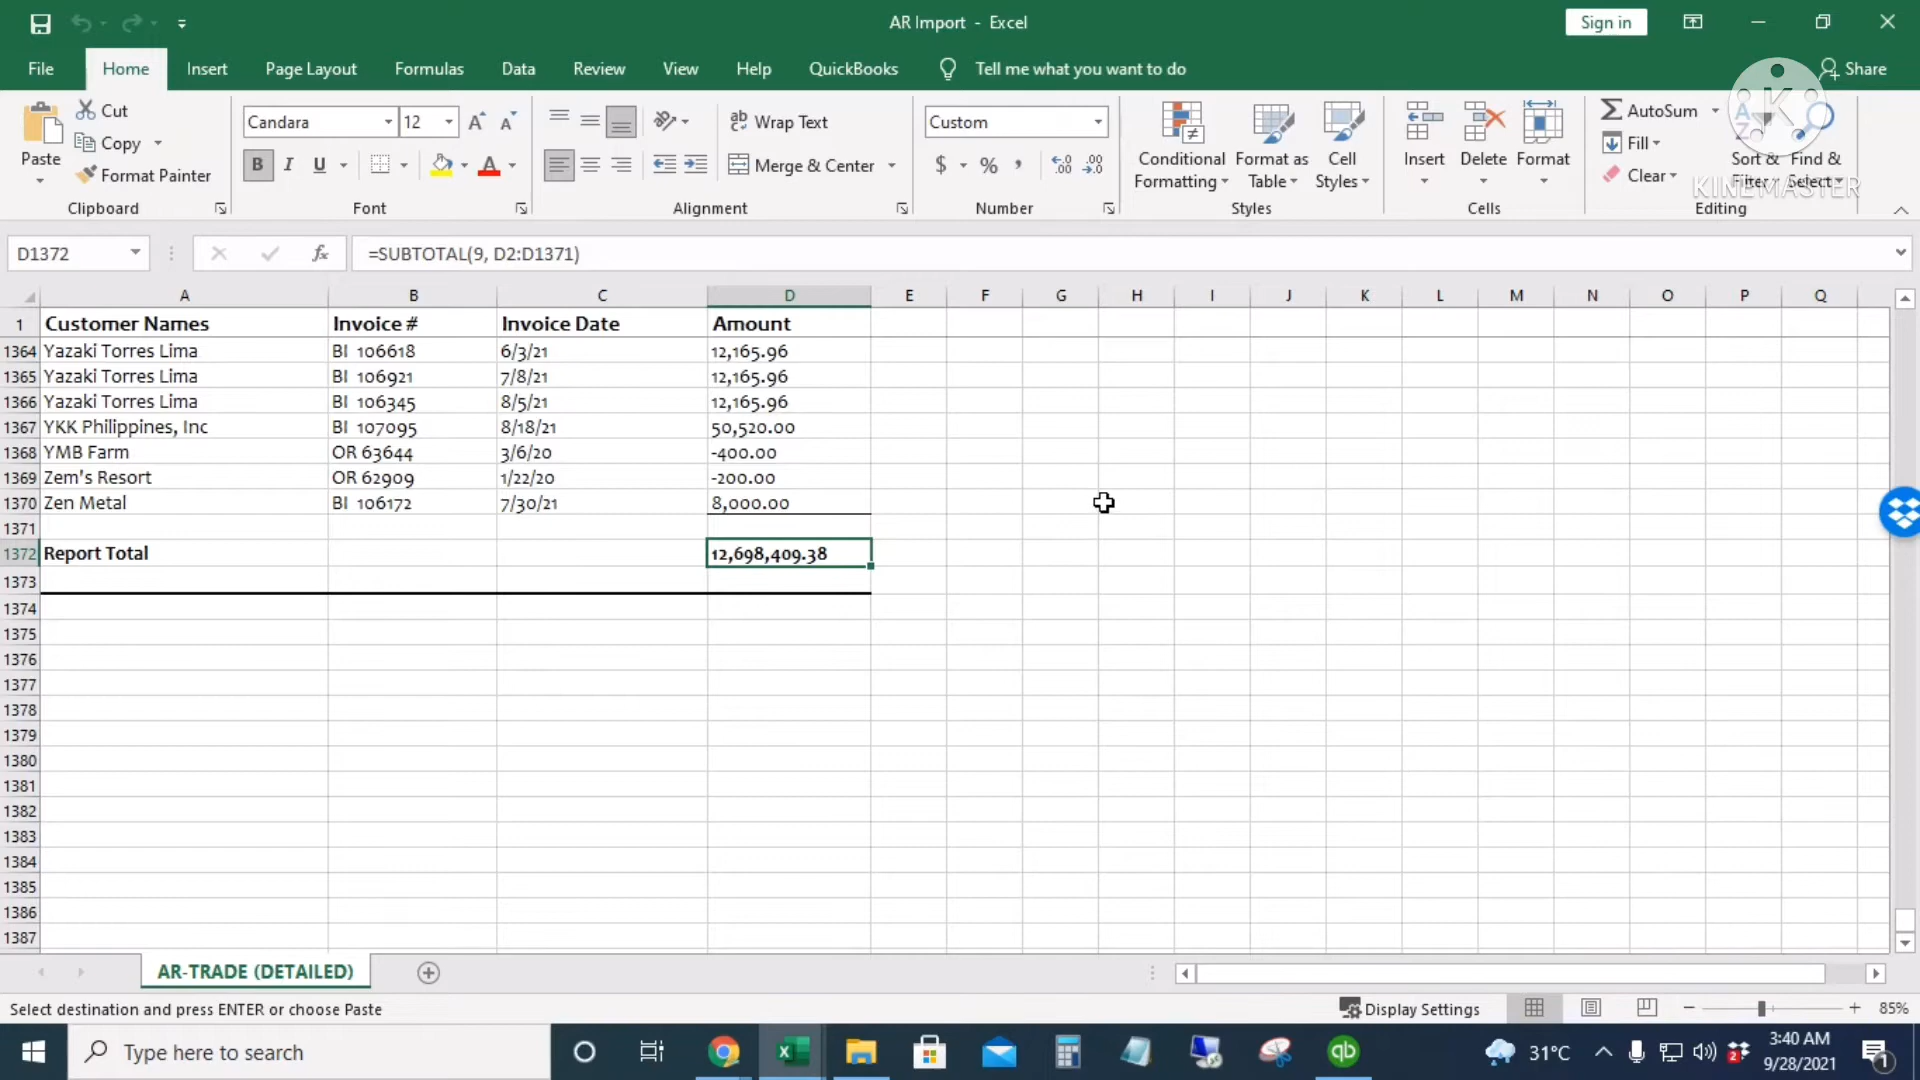 AR Import - Excel
Sign in
File Home Insert Page Layout Formulas Data Review View Help QuickBooks Tell me what you want to do Share
Paste
Cut
Copy
Format Painter
Clipboard
Candara 12
B I U
Font
Wrap Text
Merge & Center
Alignment
Custom
$ %
Number
Conditional Formatting
Format as Table
Cell Styles
Styles
Insert Delete Format
Cells
AutoSum
Fill
Clear
Sort & Filter
Find & Select
Editing
KINEMASTER
D1372 fx =SUBTOTAL(9, D2:D1371)
A B C D E F G H I J K L M N O P Q
1 Customer Names Invoice # Invoice Date Amount
1364 Yazaki Torres Lima BI 106618 6/3/21 12,165.96
1365 Yazaki Torres Lima BI 106921 7/8/21 12,165.96
1366 Yazaki Torres Lima BI 106345 8/5/21 12,165.96
1367 YKK Philippines, Inc BI 107095 8/18/21 50,520.00
1368 YMB Farm OR 63644 3/6/20 -400.00
1369 Zem's Resort OR 62909 1/22/20 -200.00
1370 Zen Metal BI 106172 7/30/21 8,000.00
1371
1372 Report Total 12,698,409.38
1373
1374
1375
1376
1377
1378
1379
1380
1381
1382
1383
1384
1385
1386
1387
AR-TRADE (DETAILED)
Select destination and press ENTER or choose Paste
Display Settings
85%
Type here to search
31°C
3:40 AM
9/28/2021